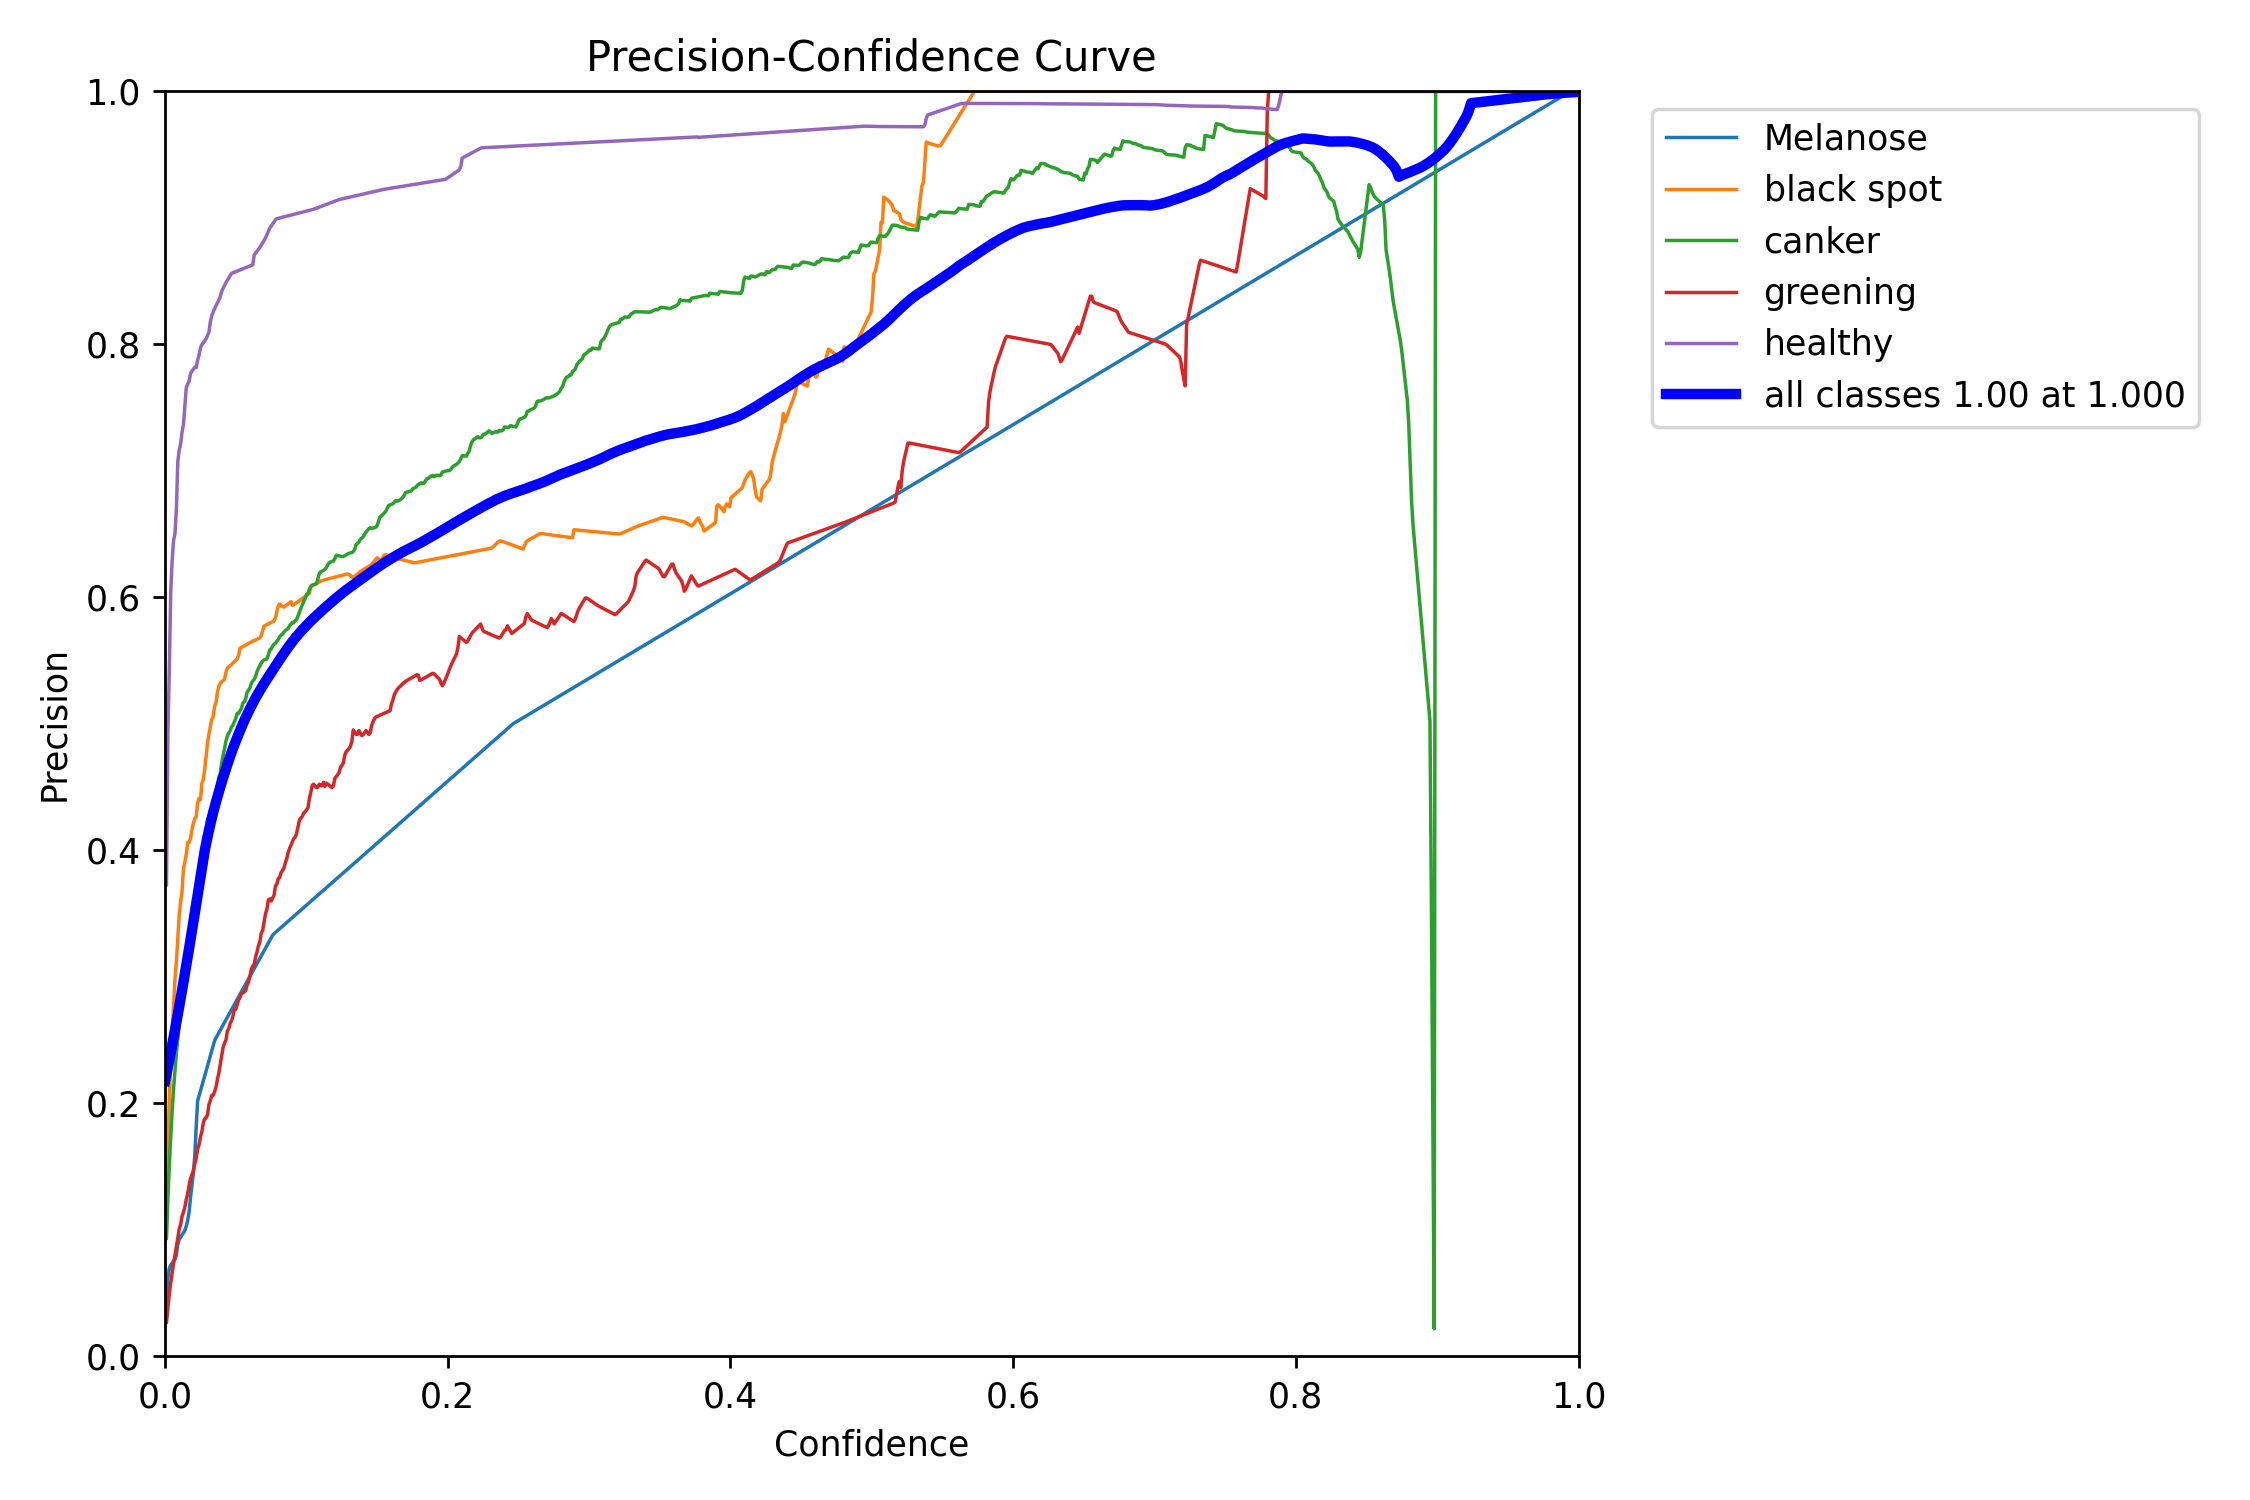 Precision-Confidence Curve
1.0
0.8
0.6
0.4
0.2
0.0
Precision
0.0 0.2 0.4 0.6 0.8 1.0
Confidence
Melanose
black spot
canker
greening
healthy
all classes 1.00 at 1.000